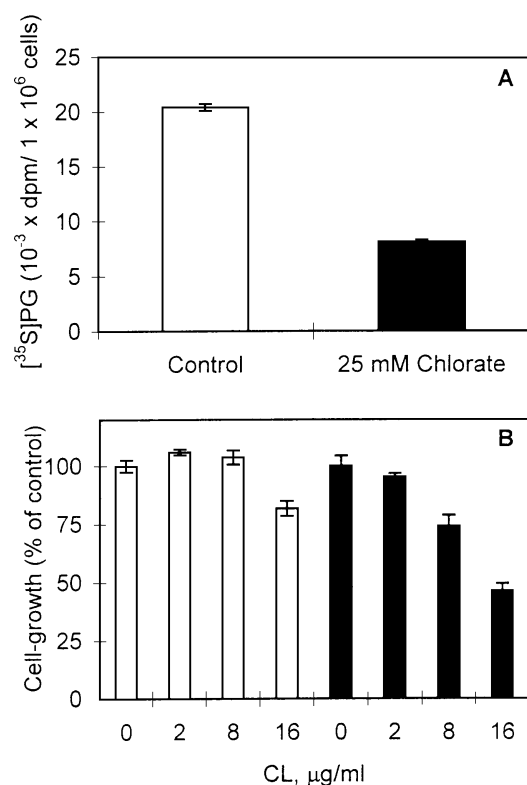 A
[³⁵S]PG (10⁻³ x dpm/ 1 x 10⁶ cells)
25
20
15
10
5
0
Control 25 mM Chlorate
B
Cell-growth (% of control)
100
75
50
25
0
0 2 8 16 0 2 8 16
CL, µg/ml